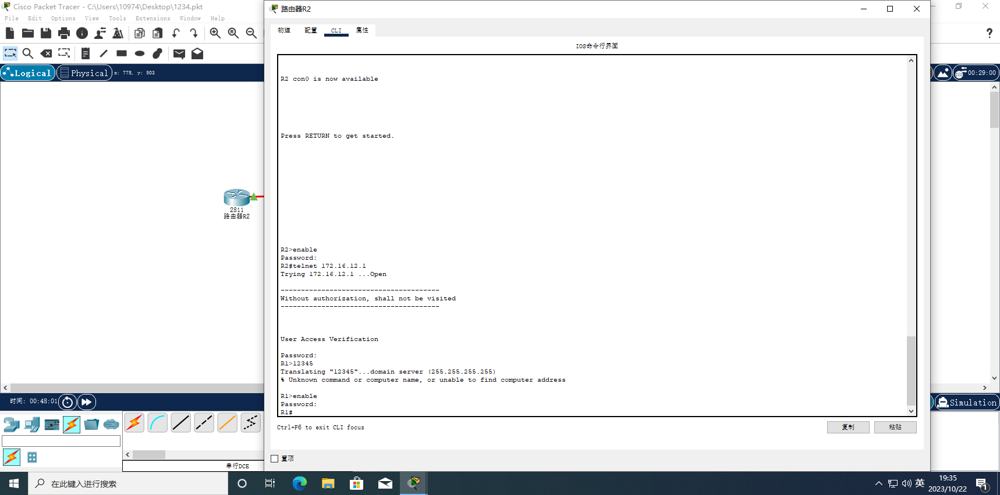 Cisco Packet Tracer - C:\Users\10974\Desktop\1234.pkt
File Edit Options View Tools Extensions Window Help
Logical Physical x: 778, y: 503
2811
路由器R2
时间: 00:48:01
串行DCE
路由器R2
物理 配置 CLI 属性
IOS命令行界面
R2 con0 is now available
Press RETURN to get started.
R2>enable
Password:
R2#telnet 172.16.12.1
Trying 172.16.12.1 ...Open
---------------------------------------
Without authorization, shall not be visited
---------------------------------------
User Access Verification
Password:
R1>12345
Translating "12345"...domain server (255.255.255.255)
% Unknown command or computer name, or unable to find computer address
R1>enable
Password:
R1#
Ctrl+F6 to exit CLI focus
复制 粘贴
置顶
?
00:29:00
Simulation
在此键入进行搜索
英
19:35
2023/10/22
1